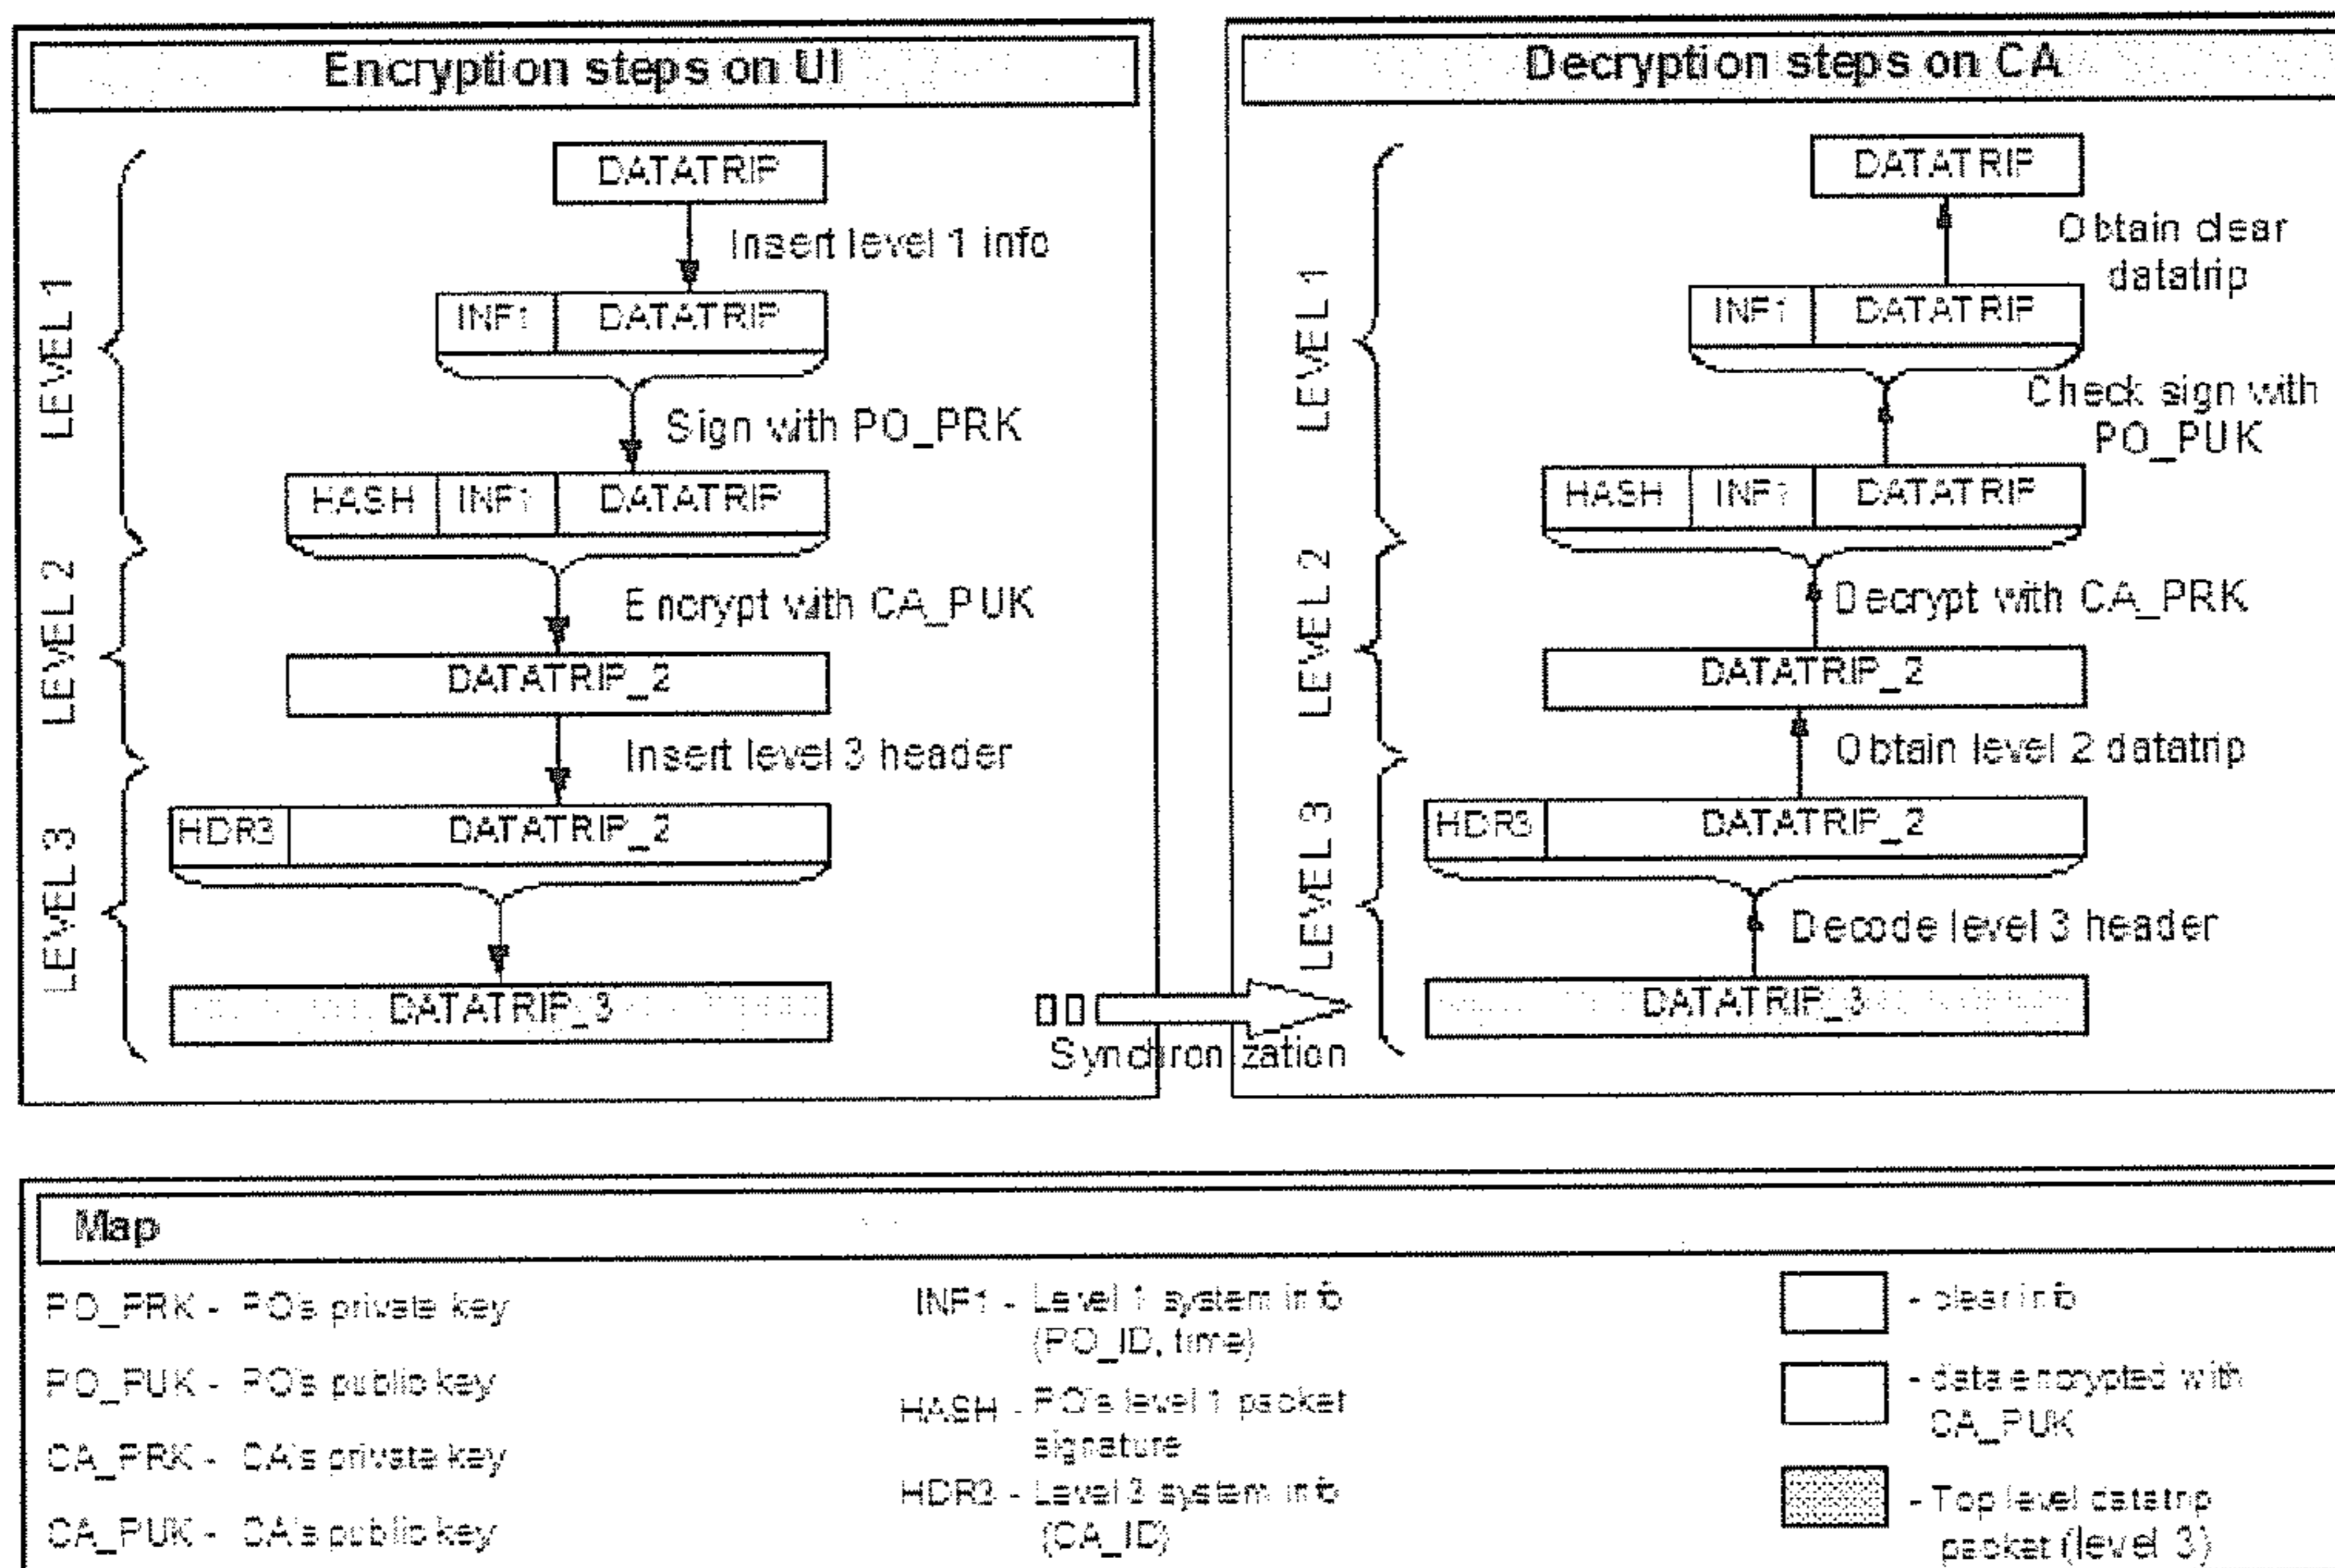 Encryption steps on UI
LEVEL 1
LEVEL 2
LEVEL 3
DATATRIP
Insert level 1 info
INF1 DATATRIP
Sign with PO_PRK
HASH INF1 DATATRIP
Encrypt with CA_PUK
DATATRIP_2
Insert level 3 header
HDR3 DATATRIP_2
DATATRIP_3
Synchronization
Decryption steps on CA
LEVEL 1
LEVEL 2
LEVEL 3
DATATRIP
Obtain clear
datatrip
INF1 DATATRIP
Check sign with
PO_PUK
HASH INF1 DATATRIP
Decrypt with CA_PRK
DATATRIP_2
Obtain level 2 datatrip
HDR3 DATATRIP_2
Decode level 3 header
DATATRIP_3
Map
PO_PRK - PO's private key
PO_PUK - PO's public key
CA_PRK - CA's private key
CA_PUK - CA's public key
INF1 - Level 1 system info
(PO_ID, time)
HASH - PO's level 1 packet
signature
HDR3 - Level 3 system info
(CA_ID)
- clear info
- data encrypted with
CA_PUK
- Top level datatrip
packet (level 3)